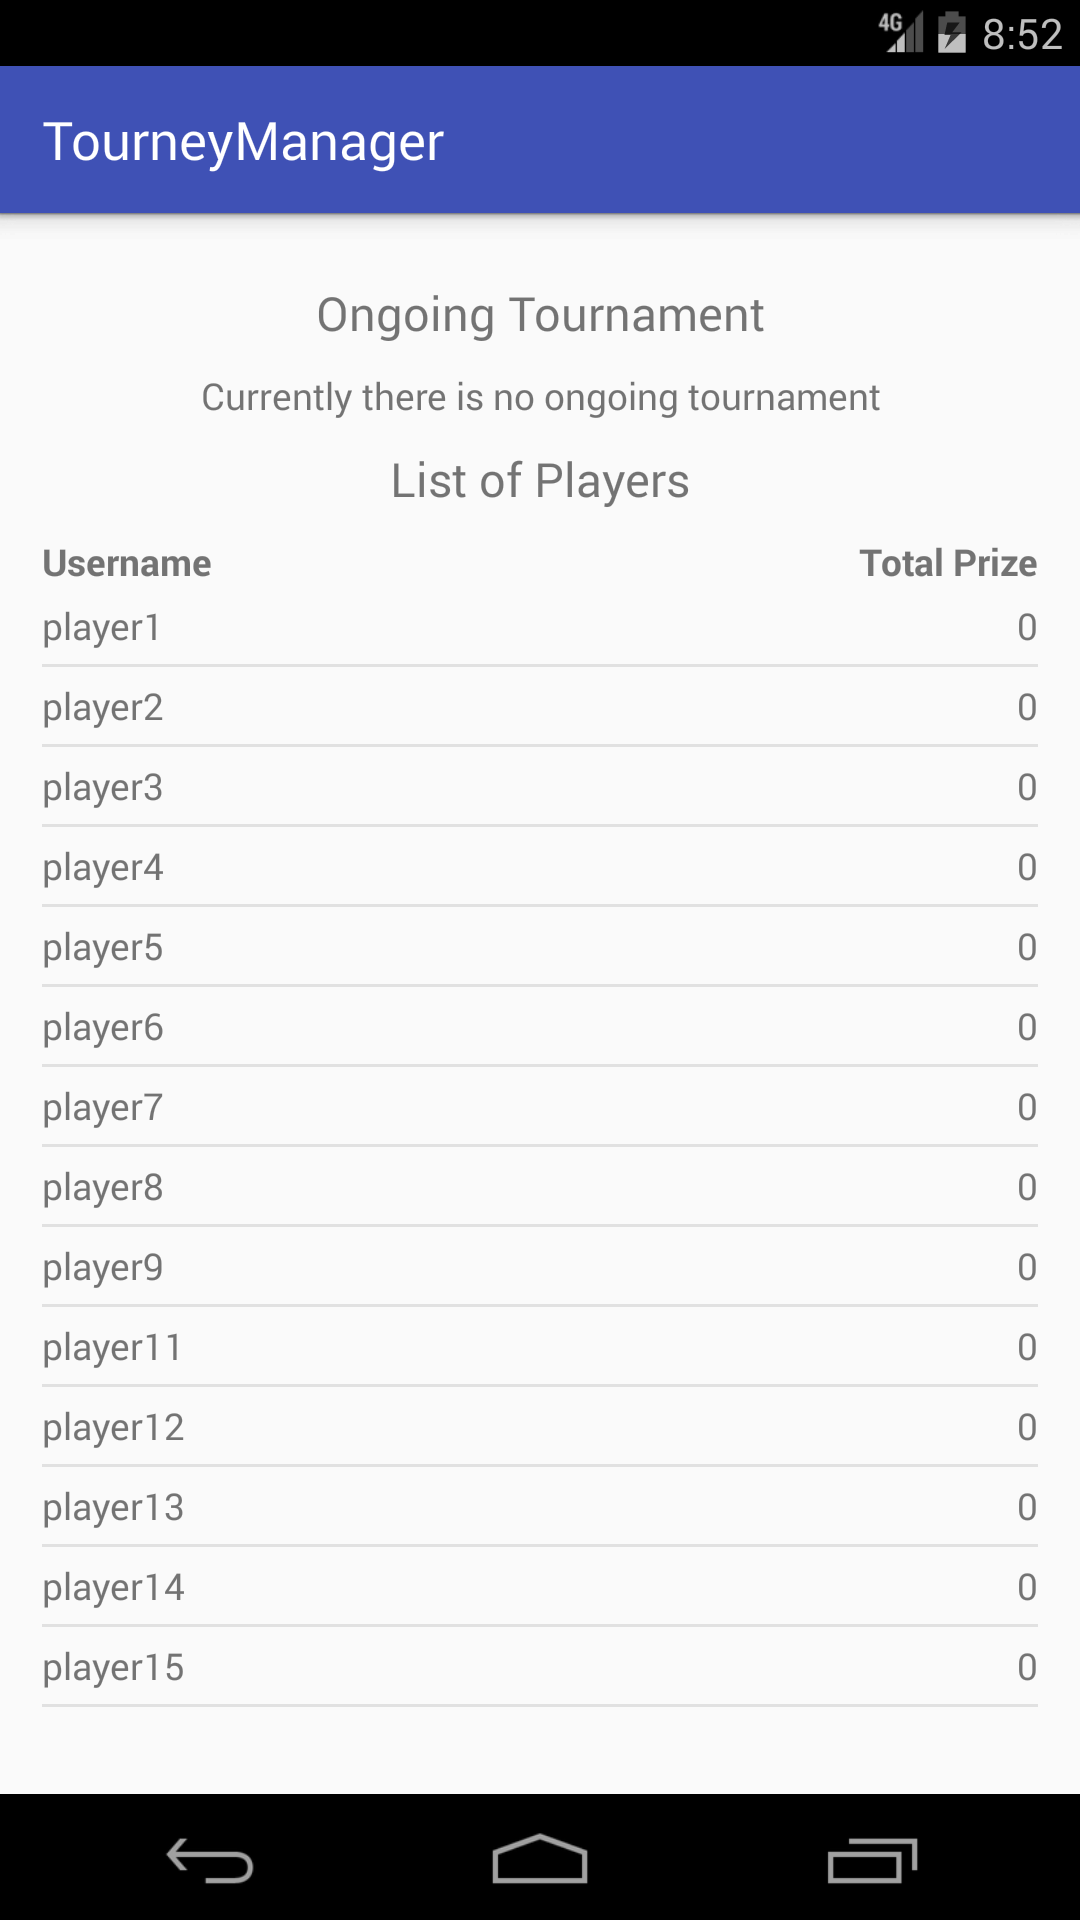 4G 8:52
TourneyManager
Ongoing Tournament
Currently there is no ongoing tournament
List of Players
Username Total Prize
player1 0
player2 0
player3 0
player4 0
player5 0
player6 0
player7 0
player8 0
player9 0
player11 0
player12 0
player13 0
player14 0
player15 0